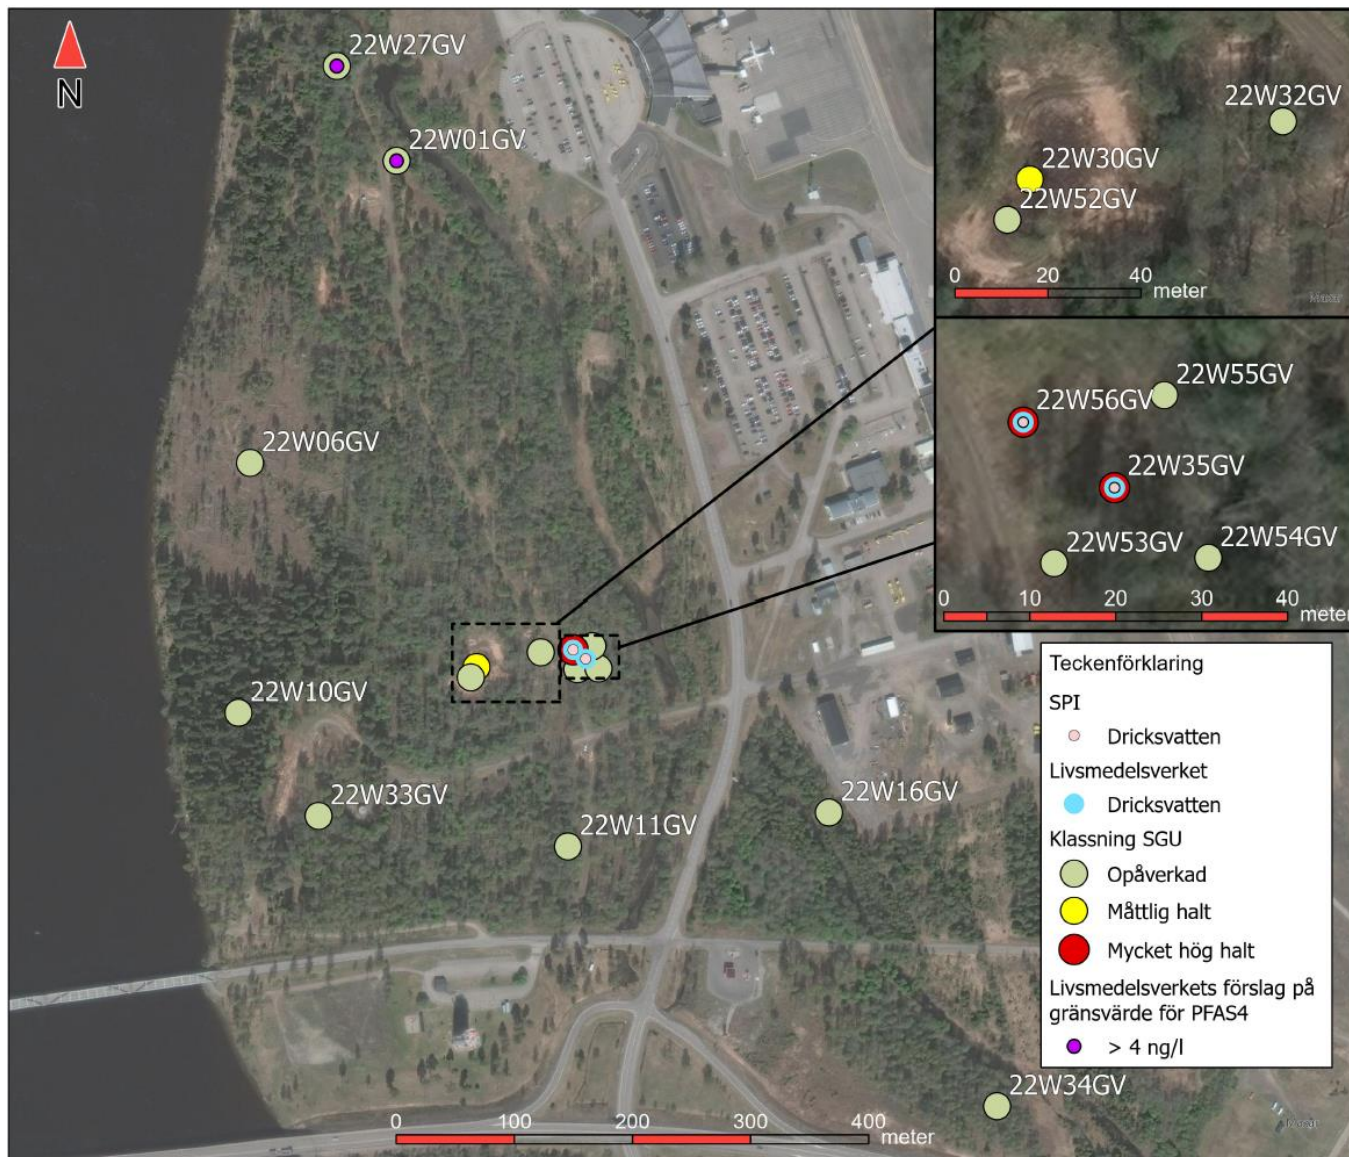 22W27GV
N
22W01GV
22W32GV
22W30GV
22W52GV
0 20 40 meter
22W55GV
22W56GV
22W35GV
22W53GV
22W54GV
0 10 20 30 40
meter
22W06GV
22W10GV
22W33GV
22W11GV
22W16GV
22W34GV
Teckenförklaring
SPI
Dricksvatten
Livsmedelsverket
Dricksvatten
Klassning SGU
Opåverkad
Måttlig halt
Mycket hög halt
Livsmedelsverkets förslag på
gränsvärde för PFAS4
> 4 ng/l
0 100 200 300 400
meter